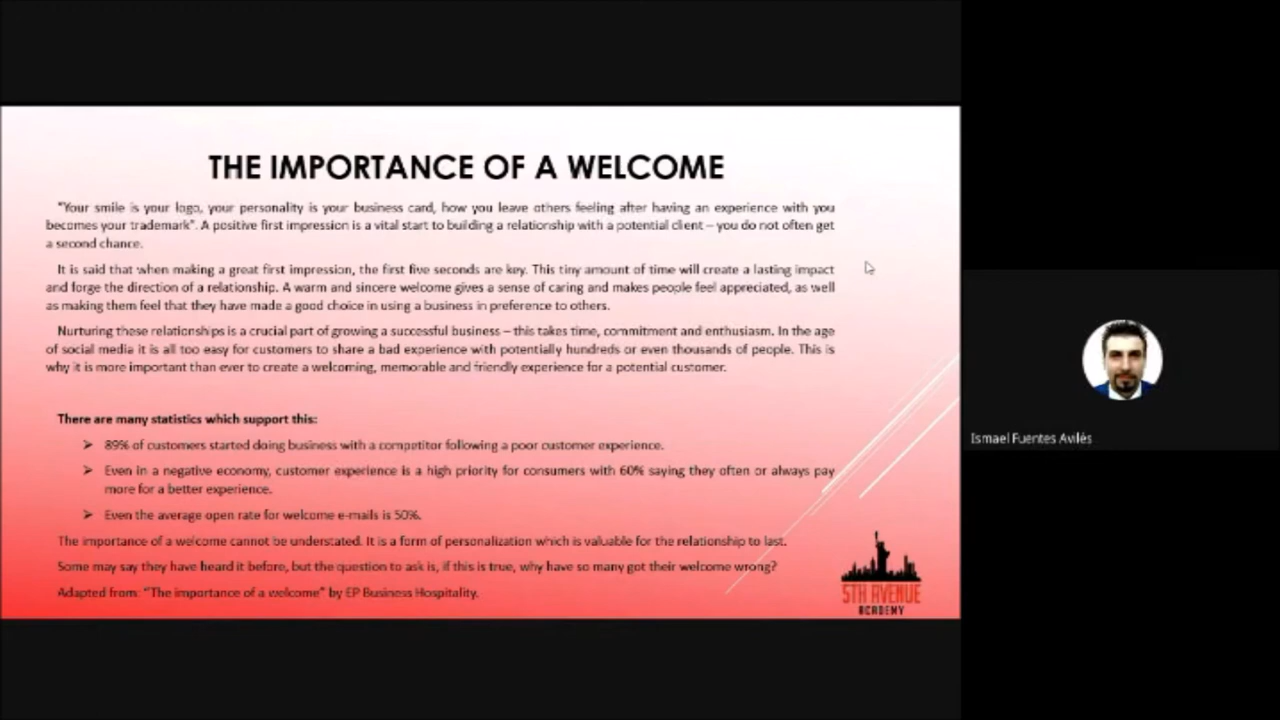 THE IMPORTANCE OF A WELCOME
"Your smile is your logo, your personality is your business card, how you leave others feeling after having an experience with you
becomes your trademark". A positive first impression is a vital start to building a relationship with a potential client – you do not often get
a second chance.
It is said that when making a great first impression, the first five seconds are key. This tiny amount of time will create a lasting impact
and forge the direction of a relationship. A warm and sincere welcome gives a sense of caring and makes people feel appreciated, as well
as making them feel that they have made a good choice in using a business in preference to others.
Nurturing these relationships is a crucial part of growing a successful business – this takes time, commitment and enthusiasm. In the age
of social media it is all too easy for customers to share a bad experience with potentially hundreds or even thousands of people. This is
why it is more important than ever to create a welcoming, memorable and friendly experience for a potential customer.
There are many statistics which support this:
➢ 89% of customers started doing business with a competitor following a poor customer experience.
➢ Even in a negative economy, customer experience is a high priority for consumers with 60% saying they often or always pay
more for a better experience.
➢ Even the average open rate for welcome e-mails is 50%.
The importance of a welcome cannot be understated. It is a form of personalization which is valuable for the relationship to last.
Some may say they have heard it before, but the question to ask is, if this is true, why have so many got their welcome wrong?
Adapted from: "The importance of a welcome" by EP Business Hospitality.
5TH AVENUE
ACADEMY
Ismael Fuentes Avilés